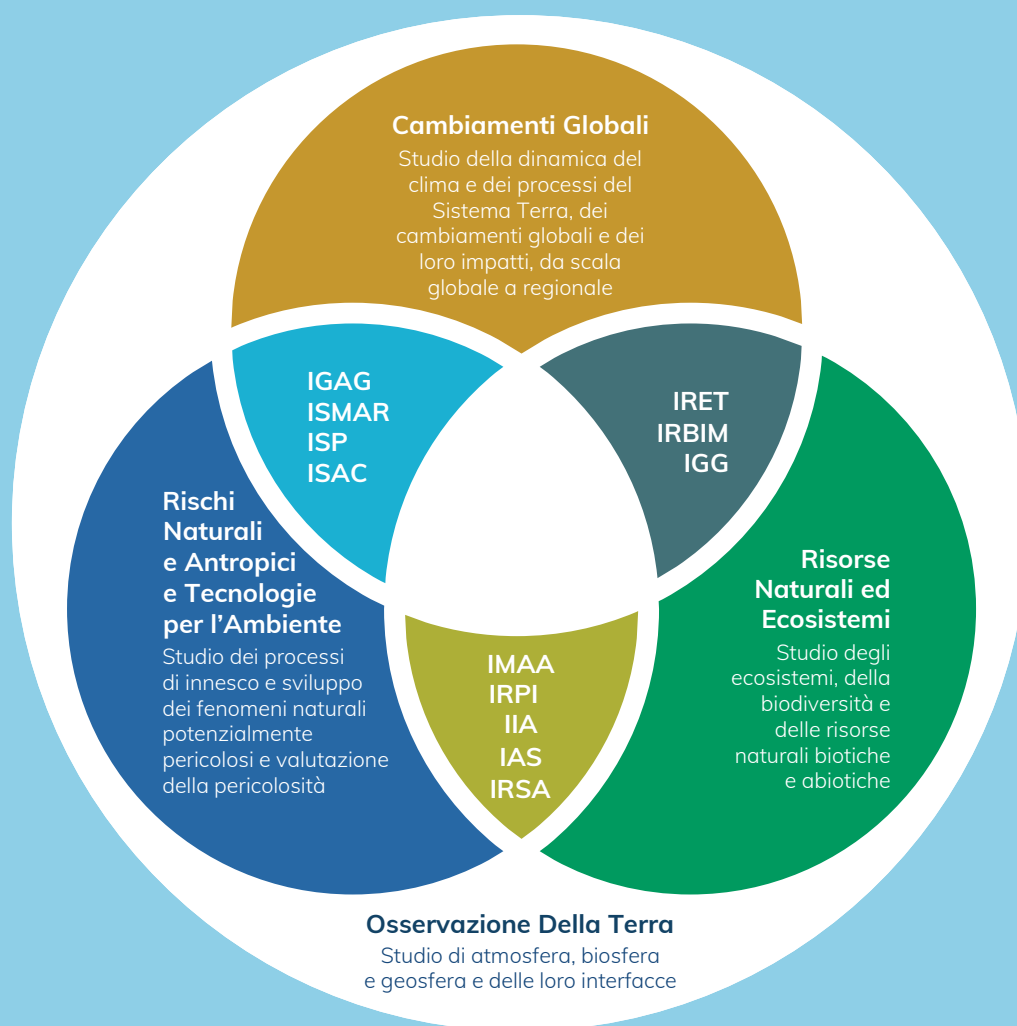 Cambiamenti Globali
Studio della dinamica del
clima e dei processi del
Sistema Terra, dei
cambiamenti globali e dei
loro impatti, da scala
globale a regionale
IGAG
ISMAR
ISP
ISAC
IRET
IRBIM
IGG
Rischi
Naturali
e Antropici
e Tecnologie
per l’Ambiente
Studio dei processi
di innesco e sviluppo
dei fenomeni naturali
potenzialmente
pericolosi e valutazione
della pericolosità
Risorse
Naturali ed
Ecosistemi
Studio degli
ecosistemi, della
biodiversità e
delle risorse
naturali biotiche
e abiotiche
IMAA
IRPI
IIA
IAS
IRSA
Osservazione Della Terra
Studio di atmosfera, biosfera
e geosfera e delle loro interfacce